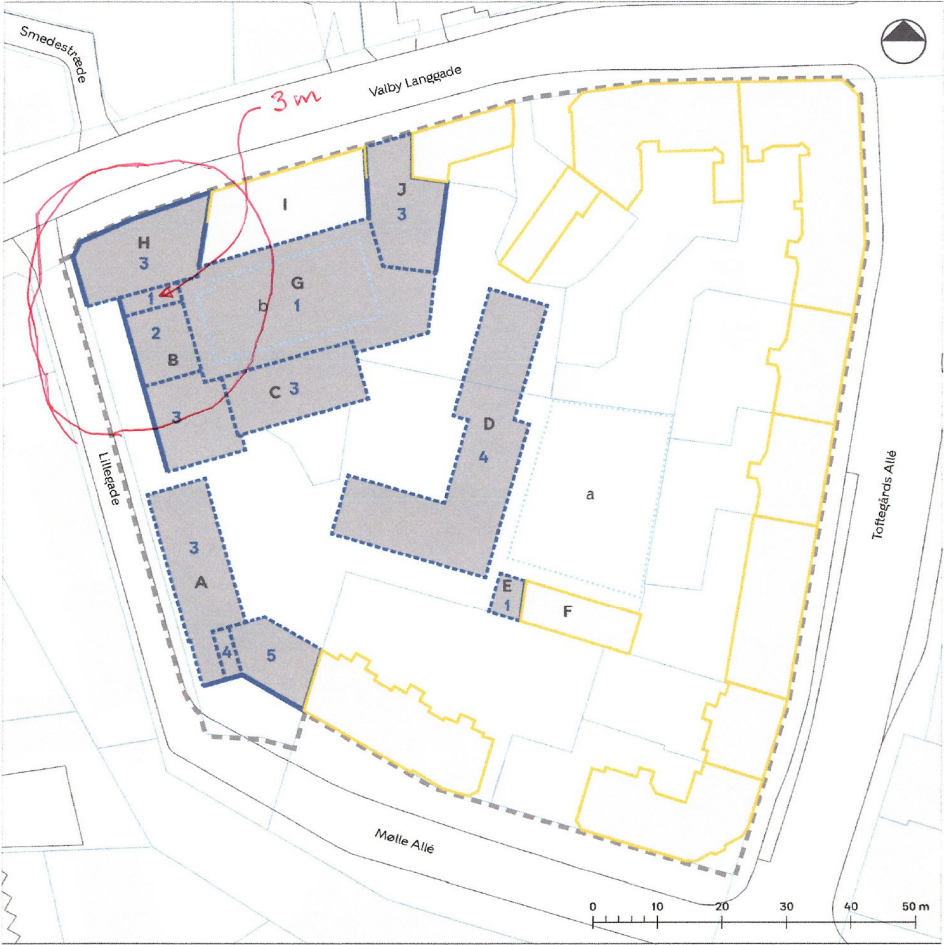 Smedestræde
Valby Langgade
3 m
I
J
3
H
3
G
b 1
1
2
B
C 3
3
D
4
a
Lillegade
Toftegårds Allé
3
A
E
1
F
4
5
Mølle Allé
0 10 20 30 40 50 m